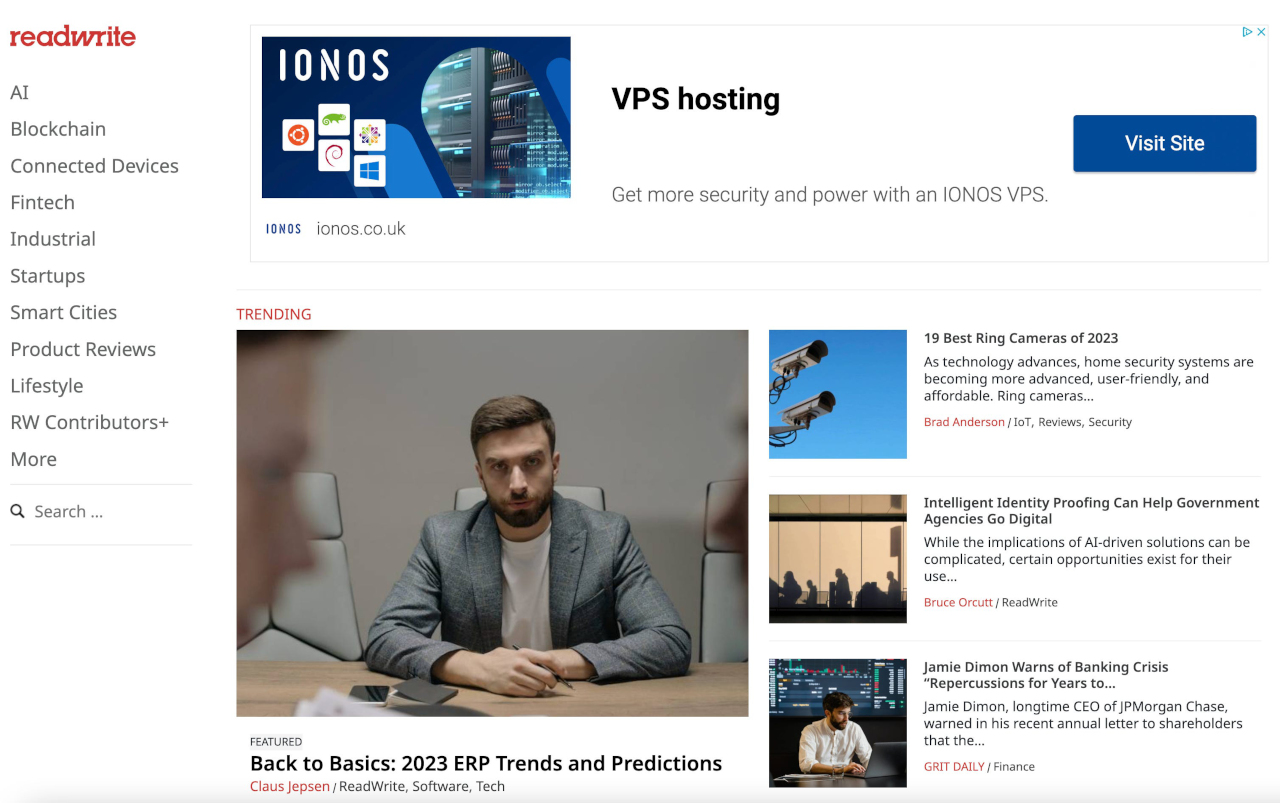 readwrite
AI
Blockchain
Connected Devices
Fintech
Industrial
Startups
Smart Cities
Product Reviews
Lifestyle
RW Contributors+
More
Search ...
IONOS
IONOS ionos.co.uk
VPS hosting
Get more security and power with an IONOS VPS.
Visit Site
TRENDING
FEATURED
Back to Basics: 2023 ERP Trends and Predictions
Claus Jepsen / ReadWrite, Software, Tech
19 Best Ring Cameras of 2023
As technology advances, home security systems are
becoming more advanced, user-friendly, and
affordable. Ring cameras...
Brad Anderson / IoT, Reviews, Security
Intelligent Identity Proofing Can Help Government
Agencies Go Digital
While the implications of AI-driven solutions can be
complicated, certain opportunities exist for their
use...
Bruce Orcutt / ReadWrite
Jamie Dimon Warns of Banking Crisis
“Repercussions for Years to...
Jamie Dimon, longtime CEO of JPMorgan Chase,
warned in his recent annual letter to shareholders
that the...
GRIT DAILY / Finance